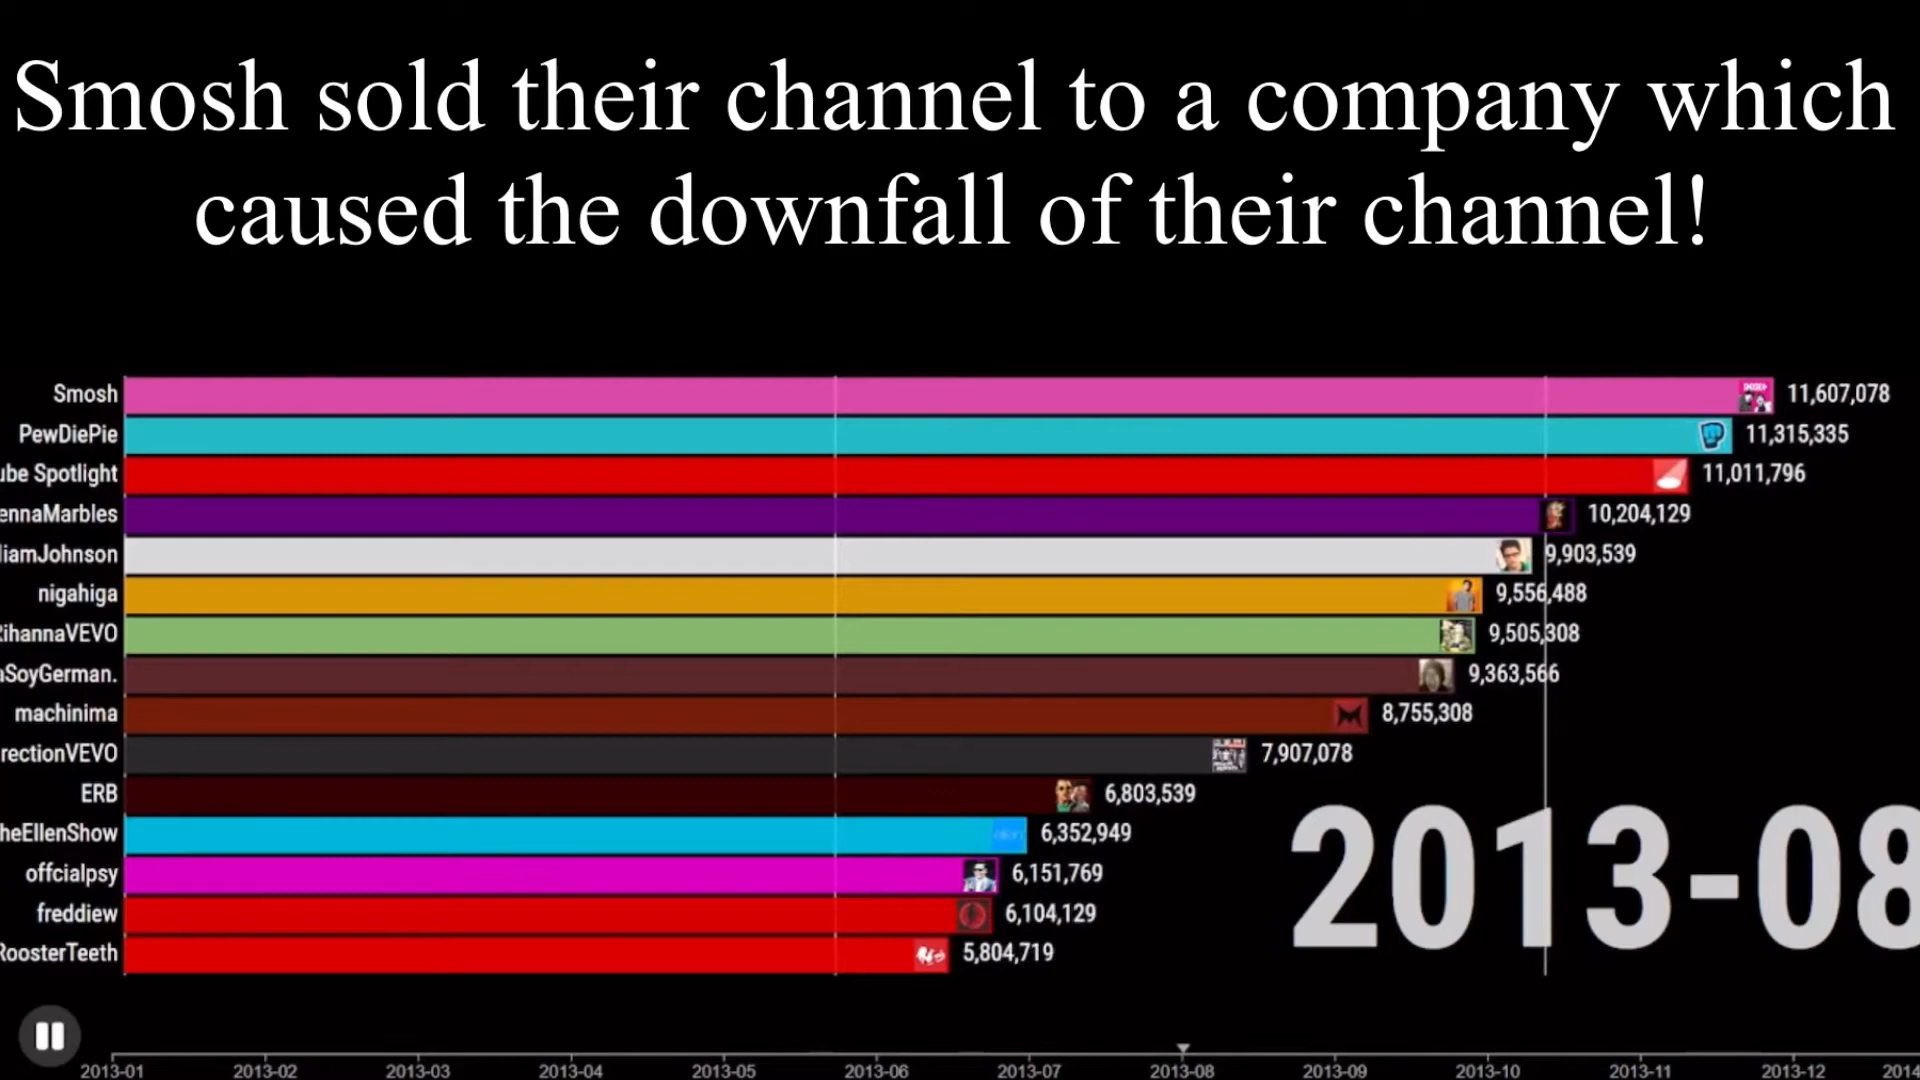 Smosh sold their channel to a company which
caused the downfall of their channel!
Smosh 11,607,078
PewDiePie 11,315,335
ube Spotlight 11,011,796
ennaMarbles 10,204,129
liamJohnson 9,903,539
nigahiga 9,556,488
RihannaVEVO 9,505,308
aSoyGerman. 9,363,566
machinima 8,755,308
rectionVEVO 7,907,078
ERB 6,803,539
heEllenShow 6,352,949
offcialpsy 6,151,769
freddiew 6,104,129
RoosterTeeth 5,804,719
2013-08
2013-01 2013-02 2013-03 2013-04 2013-05 2013-06 2013-07 2013-08 2013-09 2013-10 2013-11 2013-12 2014